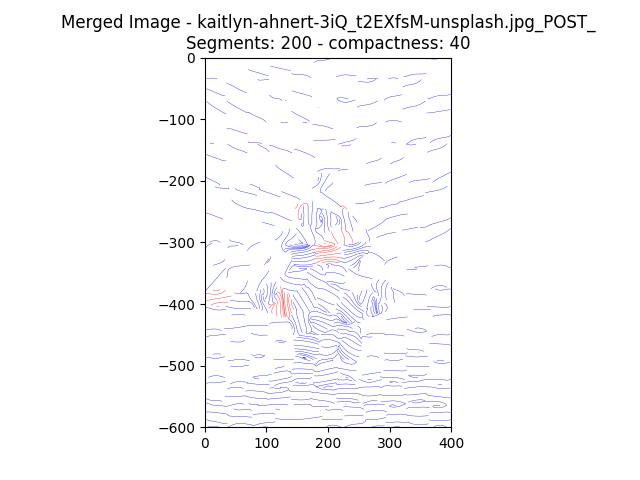 Merged Image - kaitlyn-ahnert-3iQ_t2EXfsM-unsplash.jpg_POST_
Segments: 200 - compactness: 40
0
−100
−200
−300
−400
−500
−600
0 100 200 300 400